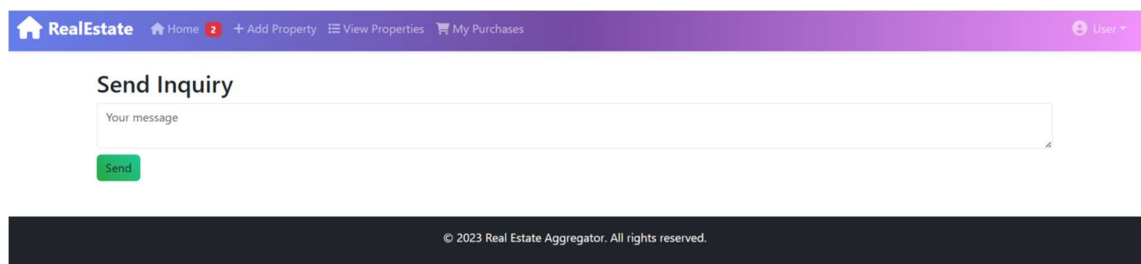 RealEstate Home 2 + Add Property View Properties My Purchases User
Send Inquiry
Your message
Send
© 2023 Real Estate Aggregator. All rights reserved.